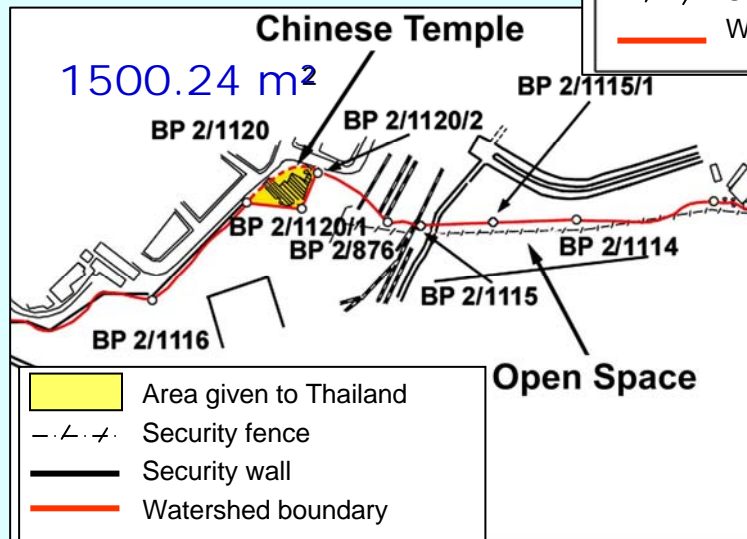 W
Chinese Temple
1500.24 m²
BP 2/1115/1
BP 2/1120
BP 2/1120/2
BP 2/1120/1
BP 2/876
BP 2/1114
BP 2/1115
BP 2/1116
Open Space
Area given to Thailand
Security fence
Security wall
Watershed boundary